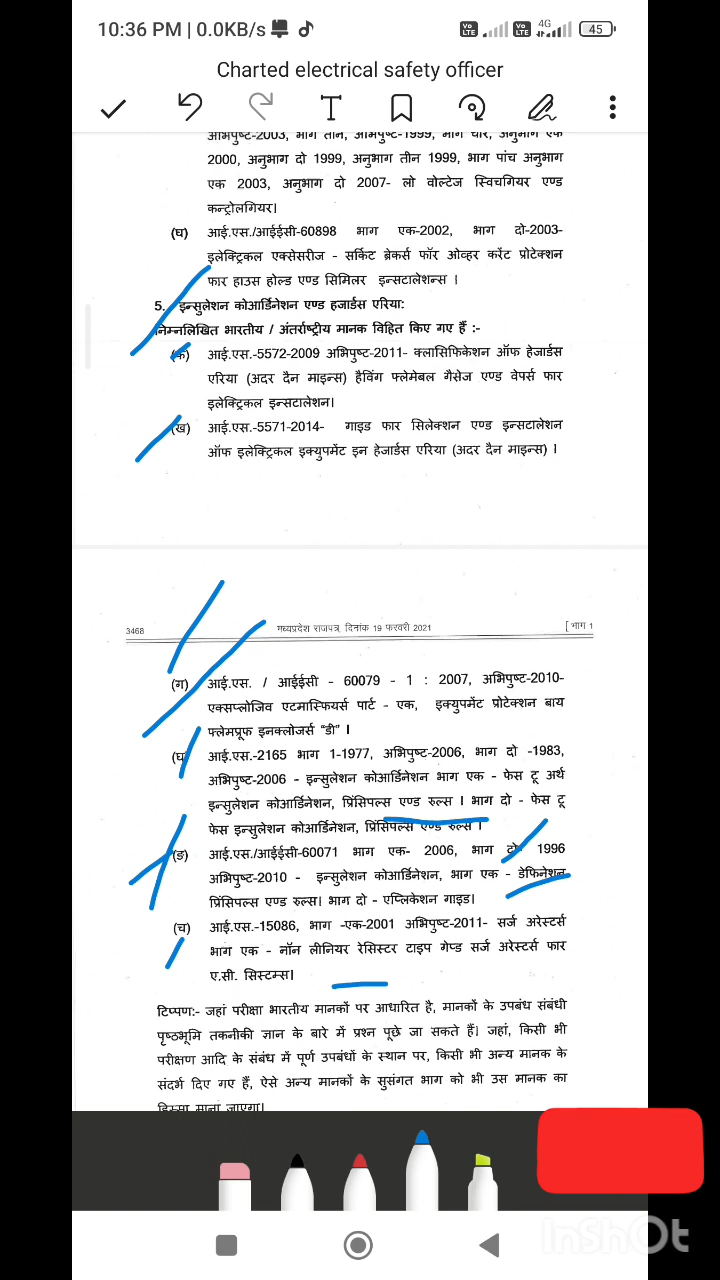 10:36 PM | 0.0KB/s
Vo LTE Vo LTE 4G 45
Charted electrical safety officer
T
अभिपुष्ट-2003, भाग तीन, अभिपुष्ट-1999, भाग चार, अनुभाग एक
2000, अनुभाग दो 1999, अनुभाग तीन 1999, भाग पांच अनुभाग
एक 2003, अनुभाग दो 2007- लो वोल्टेज स्विचगियर एण्ड
कन्ट्रोलगियर।
(घ) आई.एस./आईईसी-60898 भाग एक-2002, भाग दो-2003-
इलेक्ट्रिकल एक्सेसरीज - सर्किट ब्रेकर्स फॉर ओव्हर करेंट प्रोटेक्शन
फार हाउस होल्ड एण्ड सिमिलर इन्सटालेशन्स ।
5. इन्सुलेशन कोआर्डिनेशन एण्ड हजार्डस एरिया:
निम्नलिखित भारतीय / अंतर्राष्ट्रीय मानक विहित किए गए हैं :-
(क) आई.एस.-5572-2009 अभिपुष्ट-2011- क्लासिफिकेशन ऑफ हेजार्डस
एरिया (अदर दैन माइन्स) हैविंग फ्लेमेबल गैसेज एण्ड वेपर्स फार
इलेक्ट्रिकल इन्सटालेशन।
(ख) आई.एस.-5571-2014- गाइड फार सिलेक्शन एण्ड इन्सटालेशन
ऑफ इलेक्ट्रिकल इक्युपमेंट इन हेजार्डस एरिया (अदर दैन माइन्स) ।
3468 मध्यप्रदेश राजपत्र, दिनांक 19 फरवरी 2021 [ भाग 1
(ग) आई.एस. / आईईसी - 60079 - 1 : 2007, अभिपुष्ट-2010-
एक्सप्लोजिव एटमास्फियर्स पार्ट - एक, इक्युपमेंट प्रोटेक्शन बाय
फ्लेमप्रूफ इनक्लोजर्स "डी" ।
(घ) आई.एस.-2165 भाग 1-1977, अभिपुष्ट-2006, भाग दो -1983,
अभिपुष्ट-2006 - इन्सुलेशन कोआर्डिनेशन भाग एक - फेस टू अर्थ
इन्सुलेशन कोआर्डिनेशन, प्रिंसिपल्स एण्ड रुल्स । भाग दो - फेस टू
फेस इन्सुलेशन कोआर्डिनेशन, प्रिंसिपल्स एण्ड रुल्स ।
(ङ) आई.एस./आईईसी-60071 भाग एक- 2006, भाग दो- 1996
अभिपुष्ट-2010 - इन्सुलेशन कोआर्डिनेशन, भाग एक - डेफिनेशन,
प्रिंसिपल्स एण्ड रुल्स। भाग दो - एप्लिकेशन गाइड।
(च) आई.एस.-15086, भाग -एक-2001 अभिपुष्ट-2011- सर्ज अरेस्टर्स
भाग एक - नॉन लीनियर रेसिस्टर टाइप गेप्ड सर्ज अरेस्टर्स फार
ए.सी. सिस्टम्स।
टिप्पण:- जहां परीक्षा भारतीय मानकों पर आधारित है, मानकों के उपबंध संबंधी
पृष्ठभूमि तकनीकी ज्ञान के बारे में प्रश्न पूछे जा सकते हैं। जहां, किसी भी
परीक्षण आदि के संबंध में पूर्ण उपबंधों के स्थान पर, किसी भी अन्य मानक के
संदर्भ दिए गए हैं, ऐसे अन्य मानकों के सुसंगत भाग को भी उस मानक का
हिस्सा माना जाएगा।
InShOt